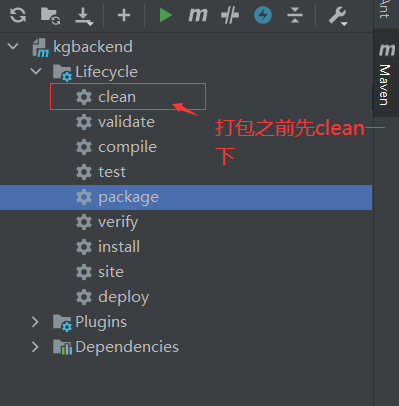 Ant
m
kgbackend
Lifecycle
clean
validate
compile
test
package
verify
install
site
deploy
Plugins
Dependencies
打包之前先clean一
下
m
Maven